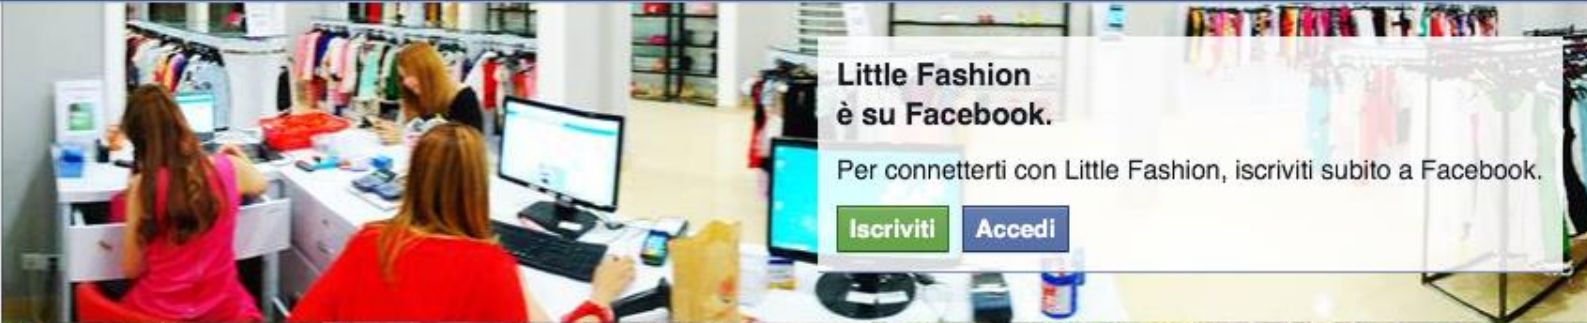 Little Fashion
è su Facebook.
Per connetterti con Little Fashion, iscriviti subito a Facebook.
Iscriviti
Accedi